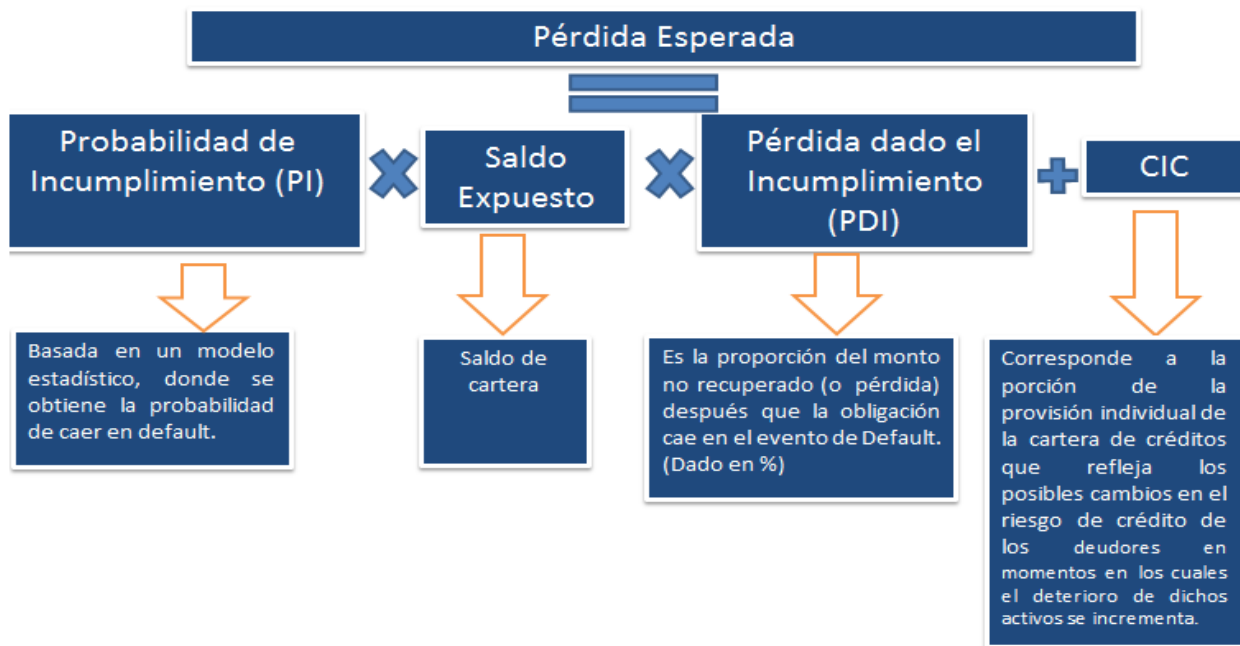 Pérdida Esperada
Probabilidad de
Incumplimiento (PI)
Saldo
Expuesto
Pérdida dado el
Incumplimiento
(PDI)
CIC
Basada en un modelo
estadístico, donde se
obtiene la probabilidad
de caer en default.
Saldo de
cartera
Es la proporción del monto
no recuperado (o pérdida)
después que la obligación
cae en el evento de Default.
(Dado en %)
Corresponde a la
porción de la
provisión individual de
la cartera de créditos
que refleja los
posibles cambios en el
riesgo de crédito de
los deudores en
momentos en los cuales
el deterioro de dichos
activos se incrementa.